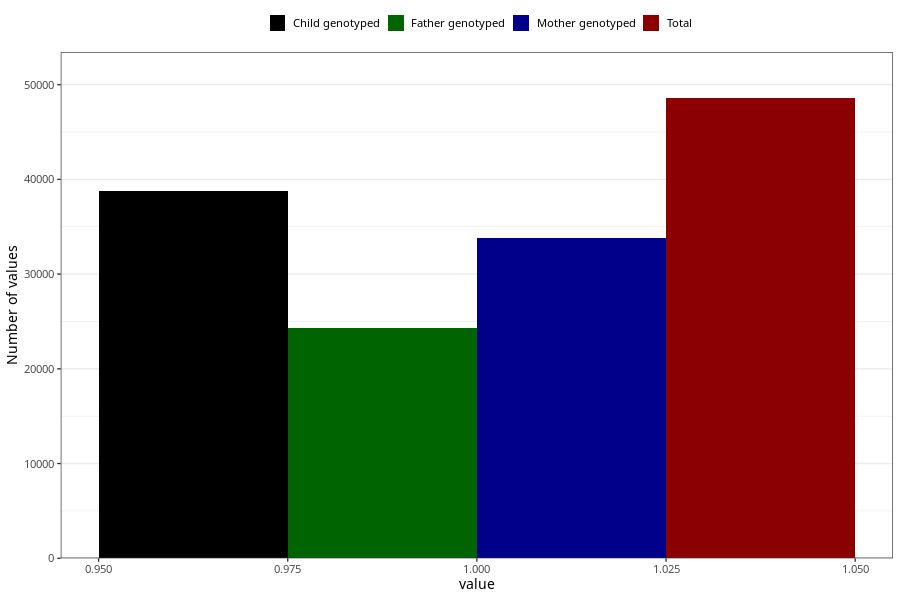 Child genotyped Father genotyped Mother genotyped Total
Number of values
50000
40000
30000
20000
10000
0
0.950 0.975 1.000 1.025 1.050
value